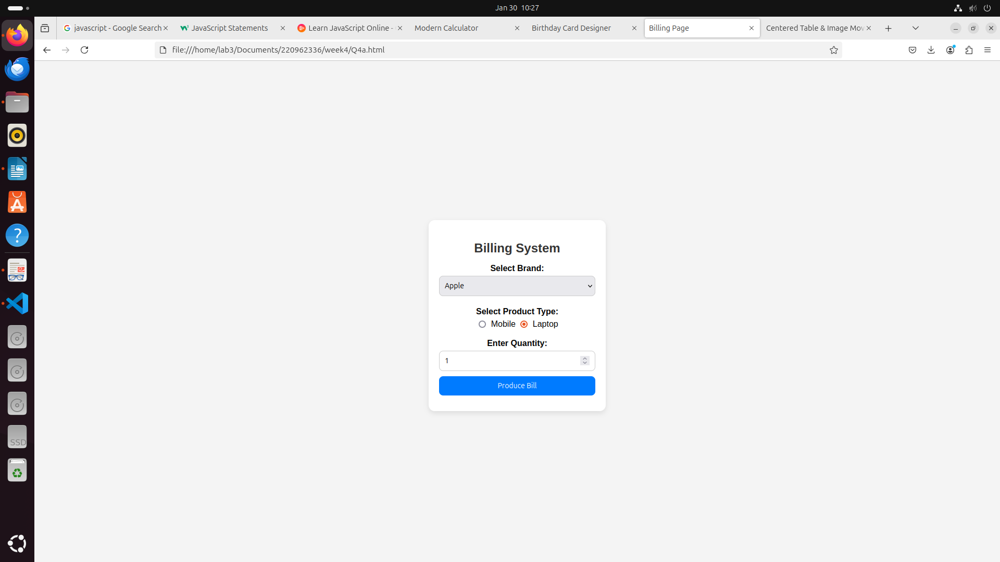 Jan 30 10:27
javascript - Google Search
JavaScript Statements
Learn JavaScript Online -
Modern Calculator
Birthday Card Designer
Billing Page
Centered Table & Image Mov
file:///home/lab3/Documents/220962336/week4/Q4a.html
Billing System
Select Brand:
Apple
Select Product Type:
Mobile
Laptop
Enter Quantity:
1
Produce Bill
SSD